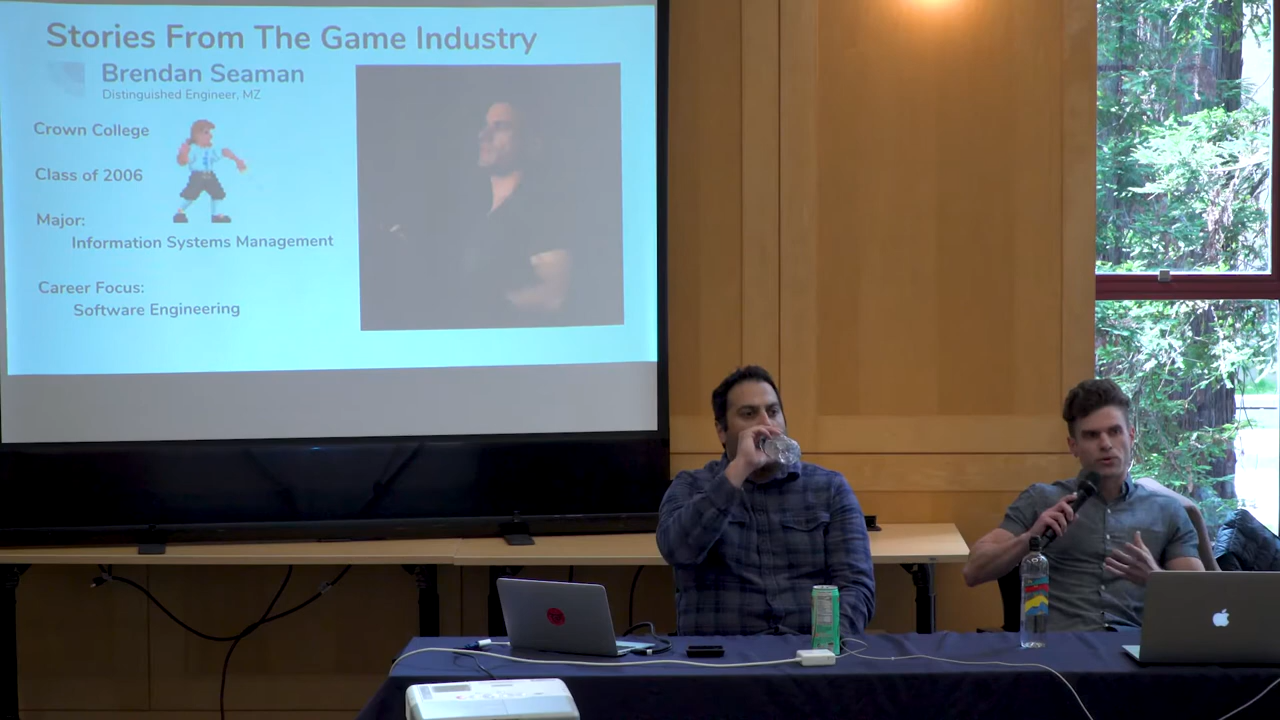 Stories From The Game Industry
Brendan Seaman
Distinguished Engineer, MZ
Crown College
Class of 2006
Major:
Information Systems Management
Career Focus:
Software Engineering